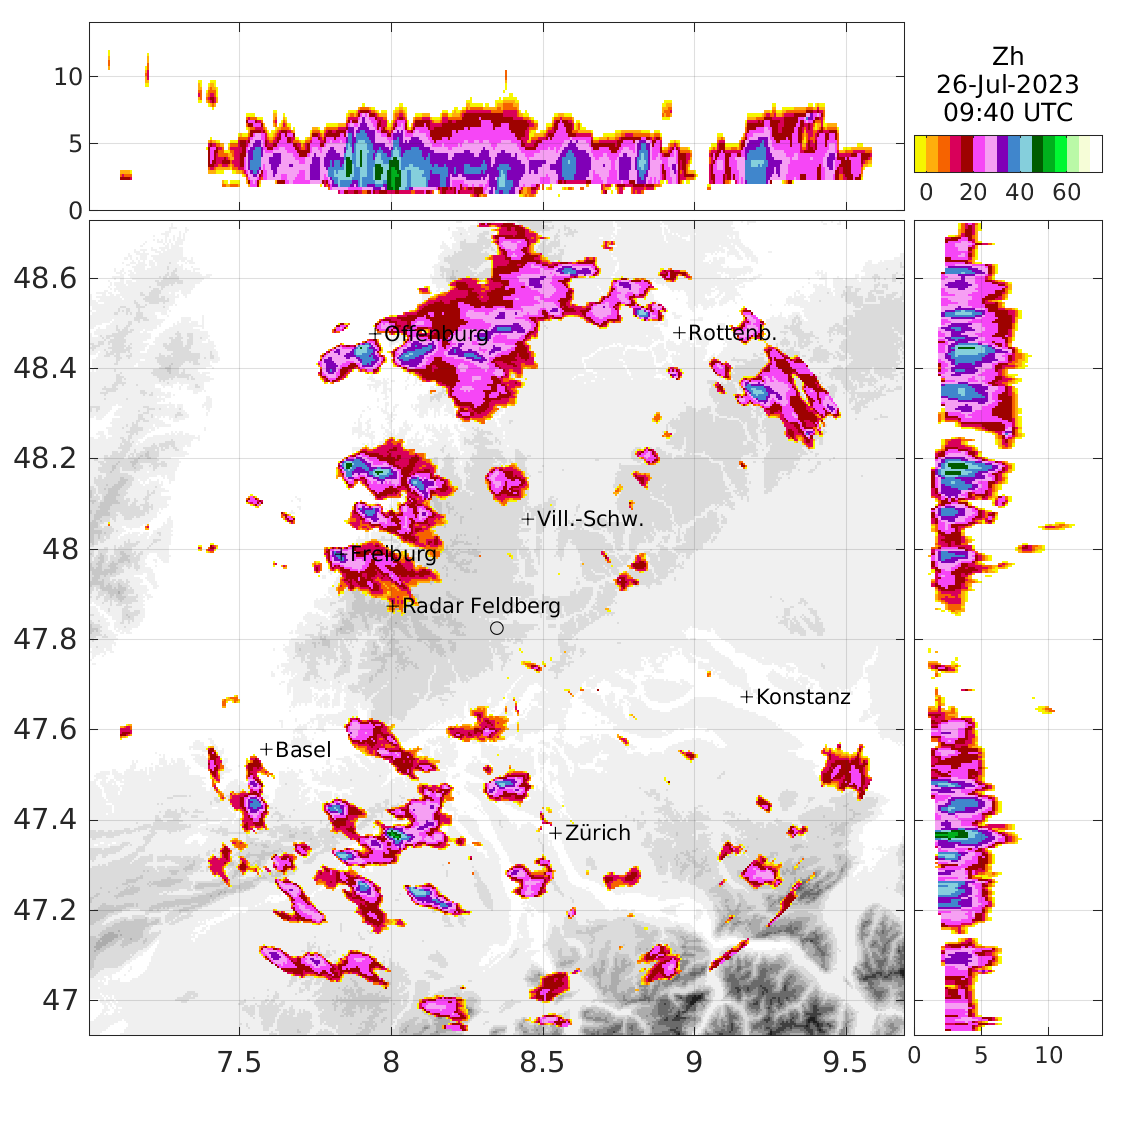 10
5
0
Zh
26-Jul-2023
09:40 UTC
0 20 40 60
48.6
48.4
48.2
48
47.8
47.6
47.4
47.2
47
+Offenburg
+Rottenb.
+Vill.-Schw.
+Freiburg
+Radar Feldberg
+Konstanz
+Basel
+Zürich
7.5 8 8.5 9 9.5
0 5 10